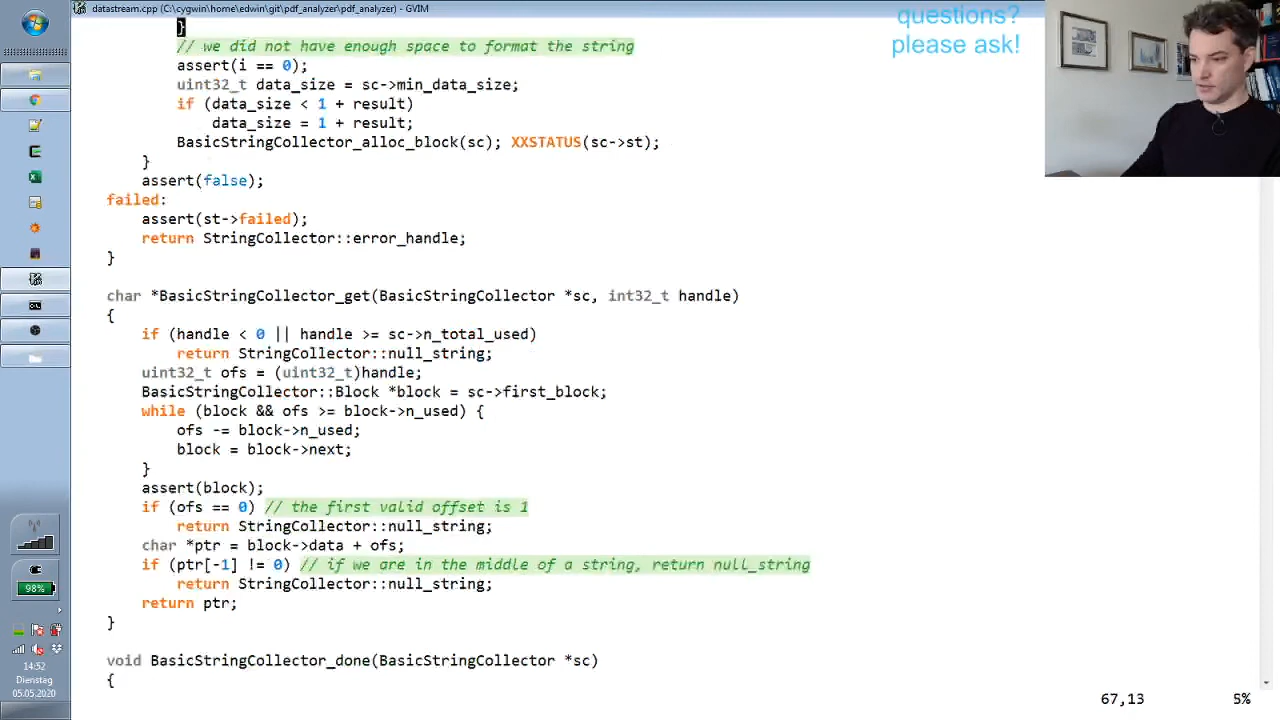 datastream.cpp (C:\cygwin\home\edwin\git\pdf_analyzer\pdf_analyzer) - GVIM
questions?
please ask!
}
// we did not have enough space to format the string
assert(i == 0);
uint32_t data_size = sc->min_data_size;
if (data_size < 1 + result)
data_size = 1 + result;
BasicStringCollector_alloc_block(sc); XXSTATUS(sc->st);
}
assert(false);
failed:
assert(st->failed);
return StringCollector::error_handle;
}
char *BasicStringCollector_get(BasicStringCollector *sc, int32_t handle)
{
if (handle < 0 || handle >= sc->n_total_used)
return StringCollector::null_string;
uint32_t ofs = (uint32_t)handle;
BasicStringCollector::Block *block = sc->first_block;
while (block && ofs >= block->n_used) {
ofs -= block->n_used;
block = block->next;
}
assert(block);
if (ofs == 0) // the first valid offset is 1
return StringCollector::null_string;
char *ptr = block->data + ofs;
if (ptr[-1] != 0) // if we are in the middle of a string, return null_string
return StringCollector::null_string;
return ptr;
}
void BasicStringCollector_done(BasicStringCollector *sc)
{
67,13 5%
98%
14:52
Dienstag
05.05.2020